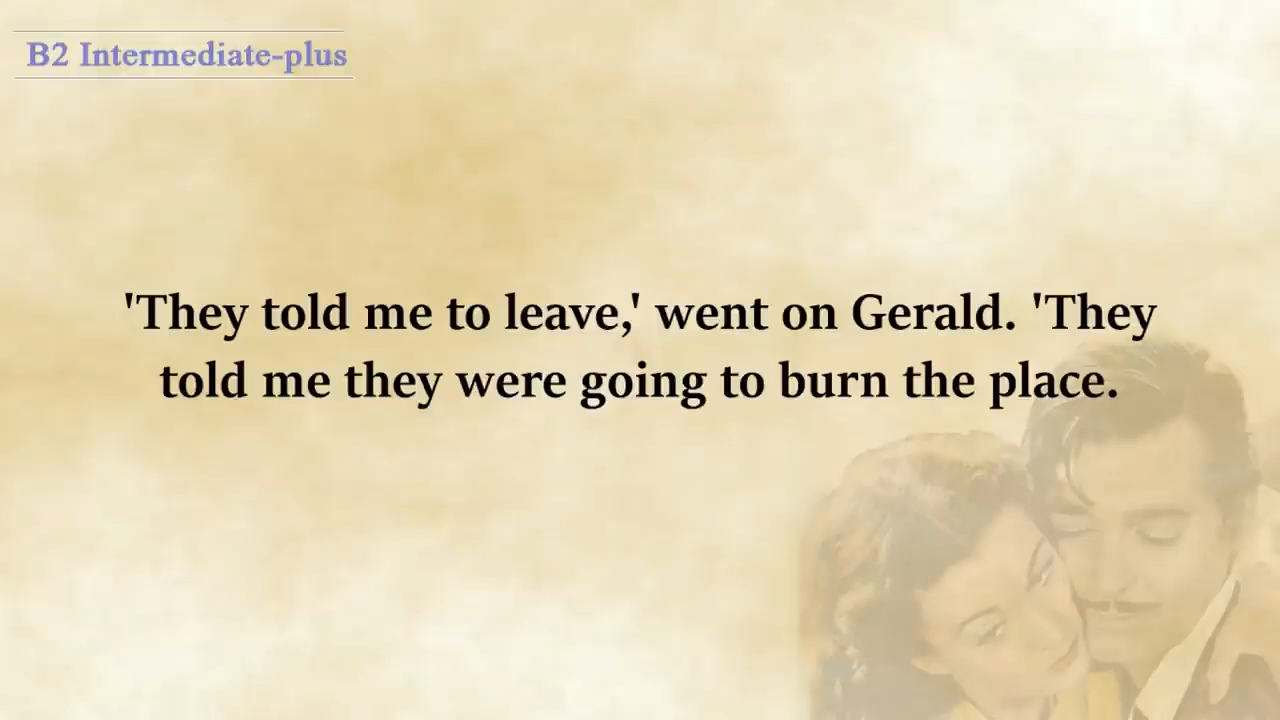 B2 Intermediate-plus
'They told me to leave,' went on Gerald. 'They
told me they were going to burn the place.